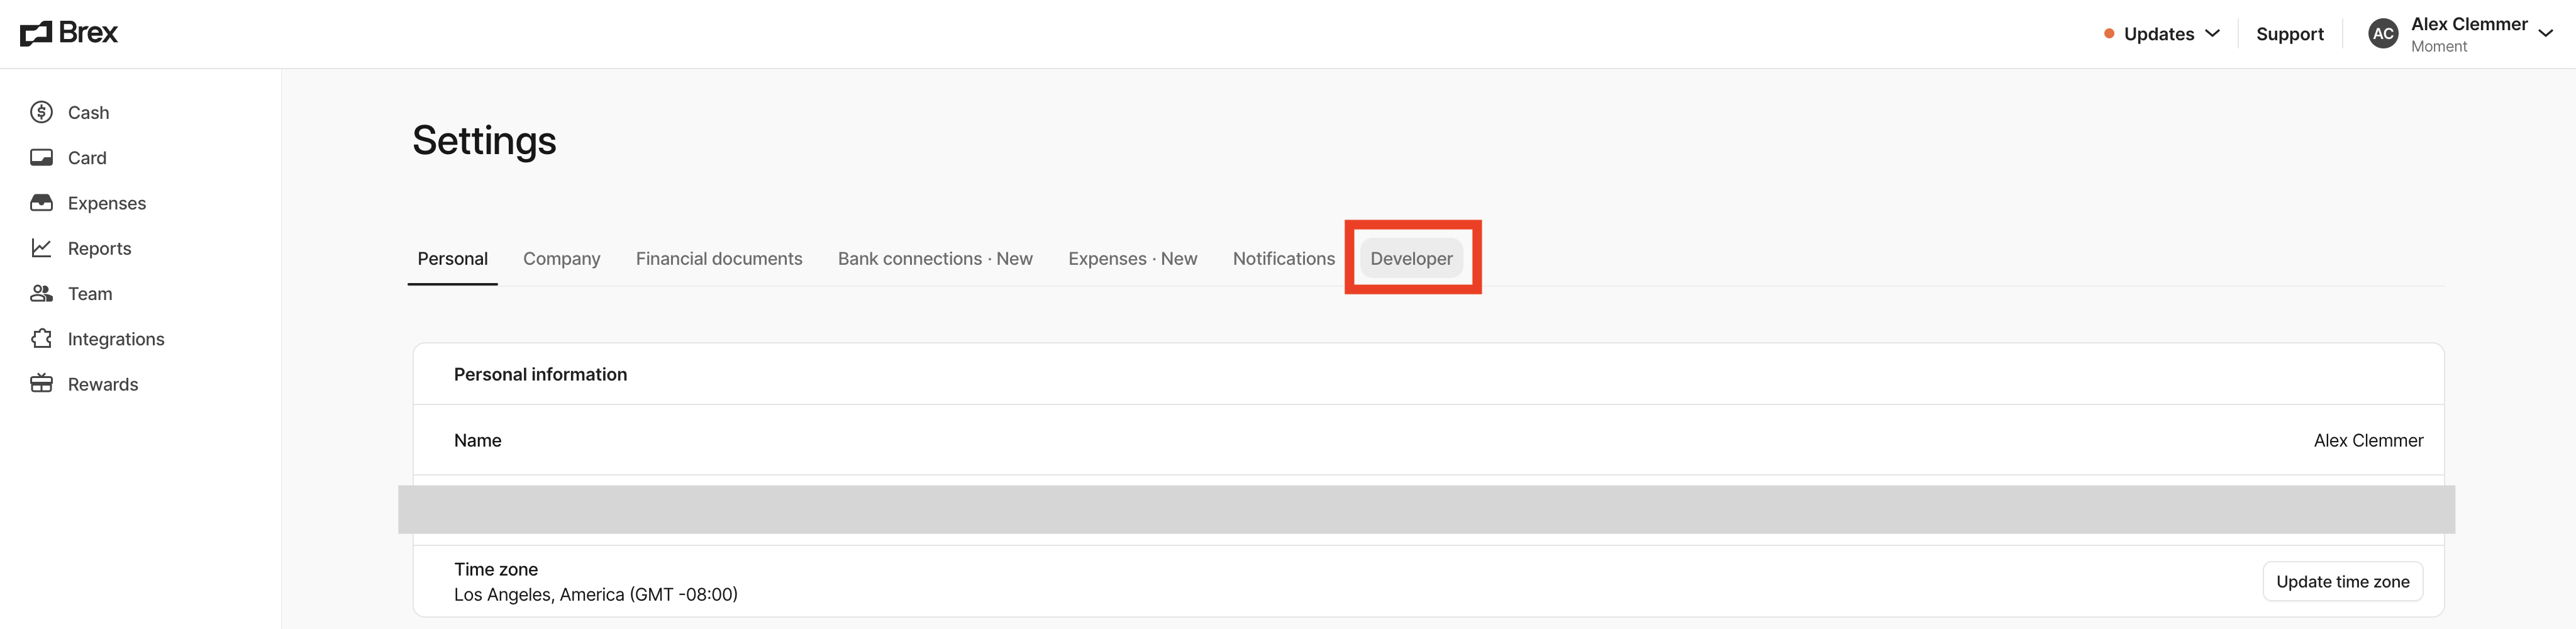 Brex
Updates
Support
AC
Alex Clemmer
Moment
Cash
Card
Expenses
Reports
Team
Integrations
Rewards
Settings
Personal
Company
Financial documents
Bank connections · New
Expenses · New
Notifications
Developer
Personal information
Name
Alex Clemmer
Time zone
Los Angeles, America (GMT -08:00)
Update time zone